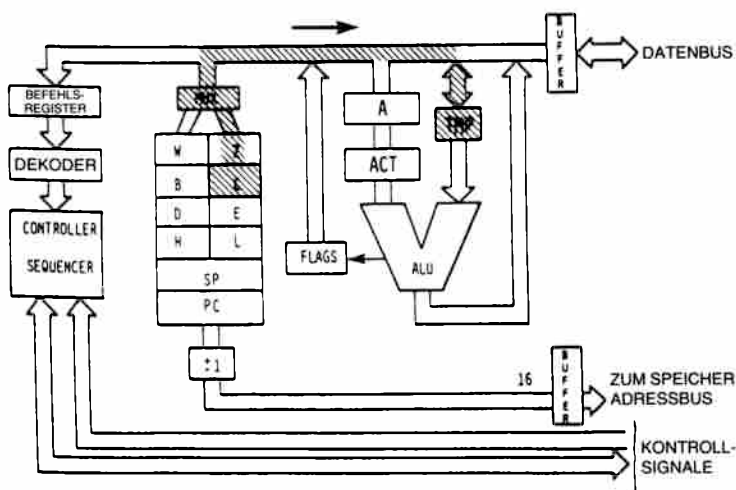 BUFFER
DATENBUS
BEFEHLS-
REGISTER
MUX
A
TMP
DEKODER
W Z
ACT
B C
D E
CONTROLLER
SEQUENCER
H L
FLAGS
ALU
SP
PC
±1
16
BUFFER
ZUM SPEICHER
ADRESSBUS
KONTROLL-
SIGNALE